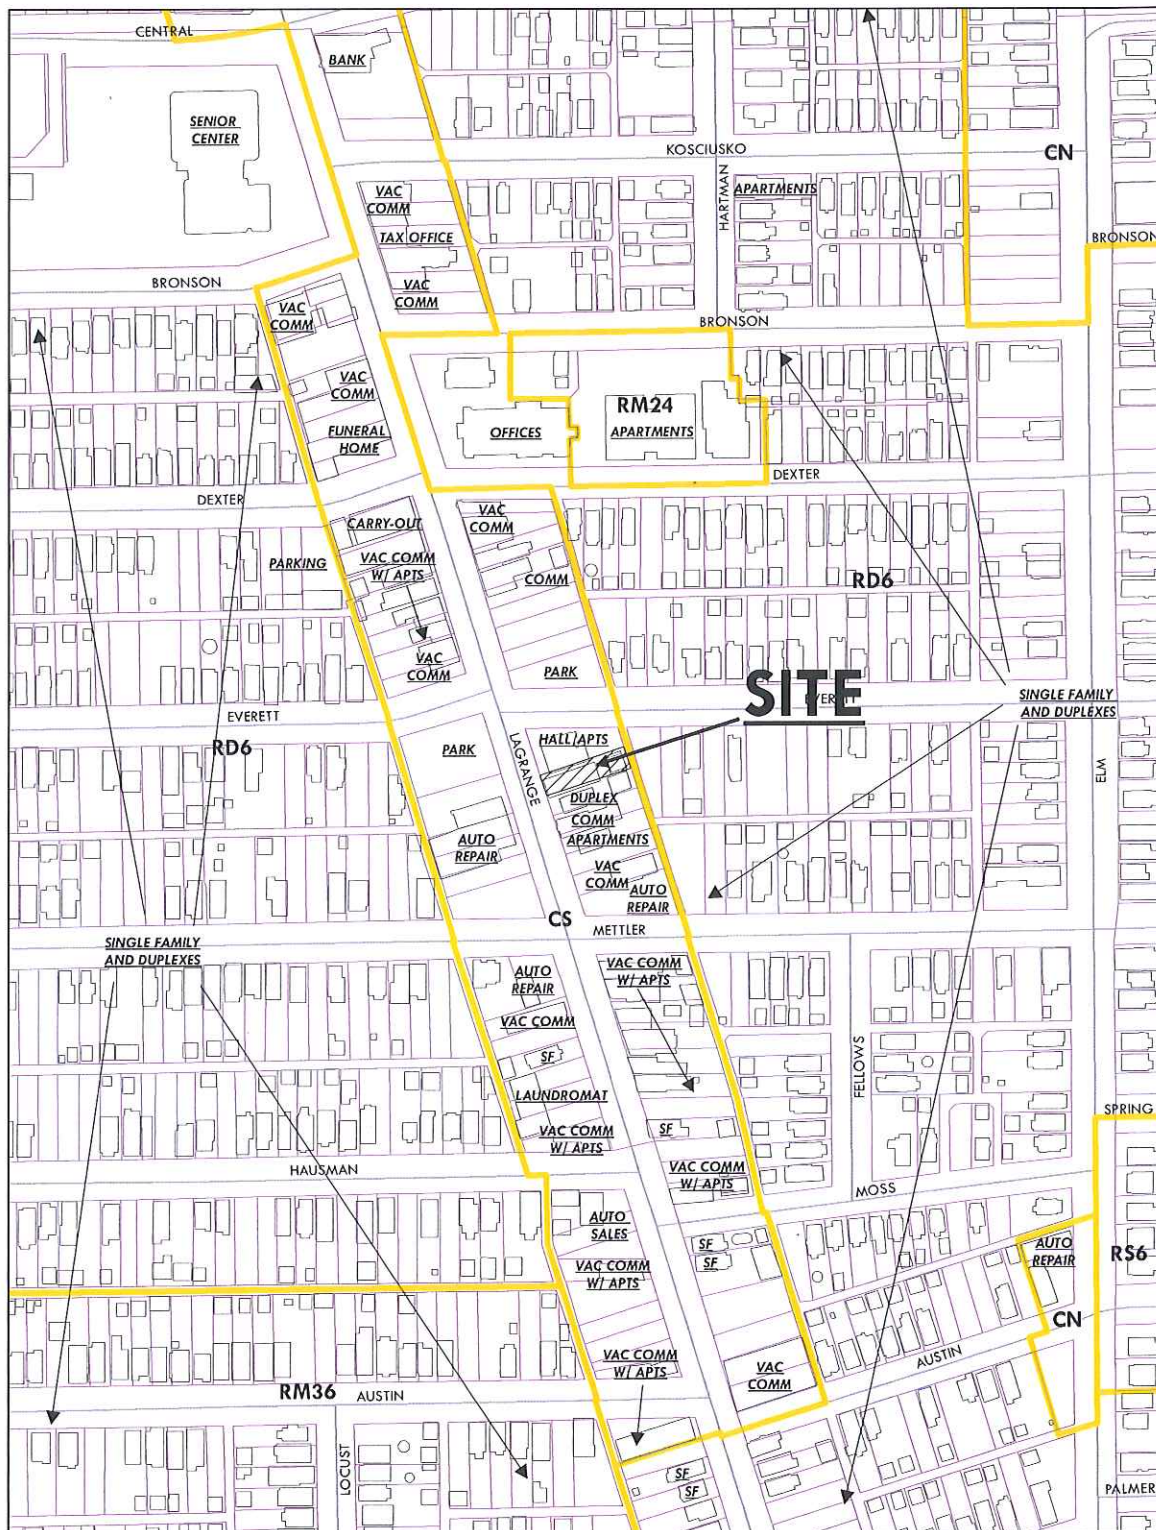 CENTRAL
BANK
SENIOR
CENTER
KOSCIUSKO
CN
HARTMAN
APARTMENTS
VAC
COMM
TAX OFFICE
VAC
COMM
BRONSON
BRONSON
VAC
COMM
BRONSON
VAC
COMM
FUNERAL
HOME
OFFICES
RM24
APARTMENTS
DEXTER
DEXTER
CARRY-OUT
VAC
COMM
PARKING
VAC COMM
W/ APTS
COMM
RD6
VAC
COMM
PARK
SITE
EVERETT
SINGLE FAMILY
AND DUPLEXES
EVERETT
RD6
PARK
LAGRANGE
HALL/APTS
ELM
DUPLEX
COMM
APARTMENTS
AUTO
REPAIR
VAC
COMM
AUTO
REPAIR
CS
METTLER
SINGLE FAMILY
AND DUPLEXES
VAC COMM
W/ APTS
AUTO
REPAIR
VAC COMM
SF
FELLOWS
LAUNDROMAT
SPRING
VAC COMM
W/ APTS
SF
HAUSMAN
VAC COMM
W/ APTS
MOSS
AUTO
SALES
SF
SF
AUTO
REPAIR
RS6
VAC COMM
W/ APTS
CN
VAC COMM
W/ APTS
VAC
COMM
AUSTIN
RM36
AUSTIN
LOCUST
SF
SF
PALMER